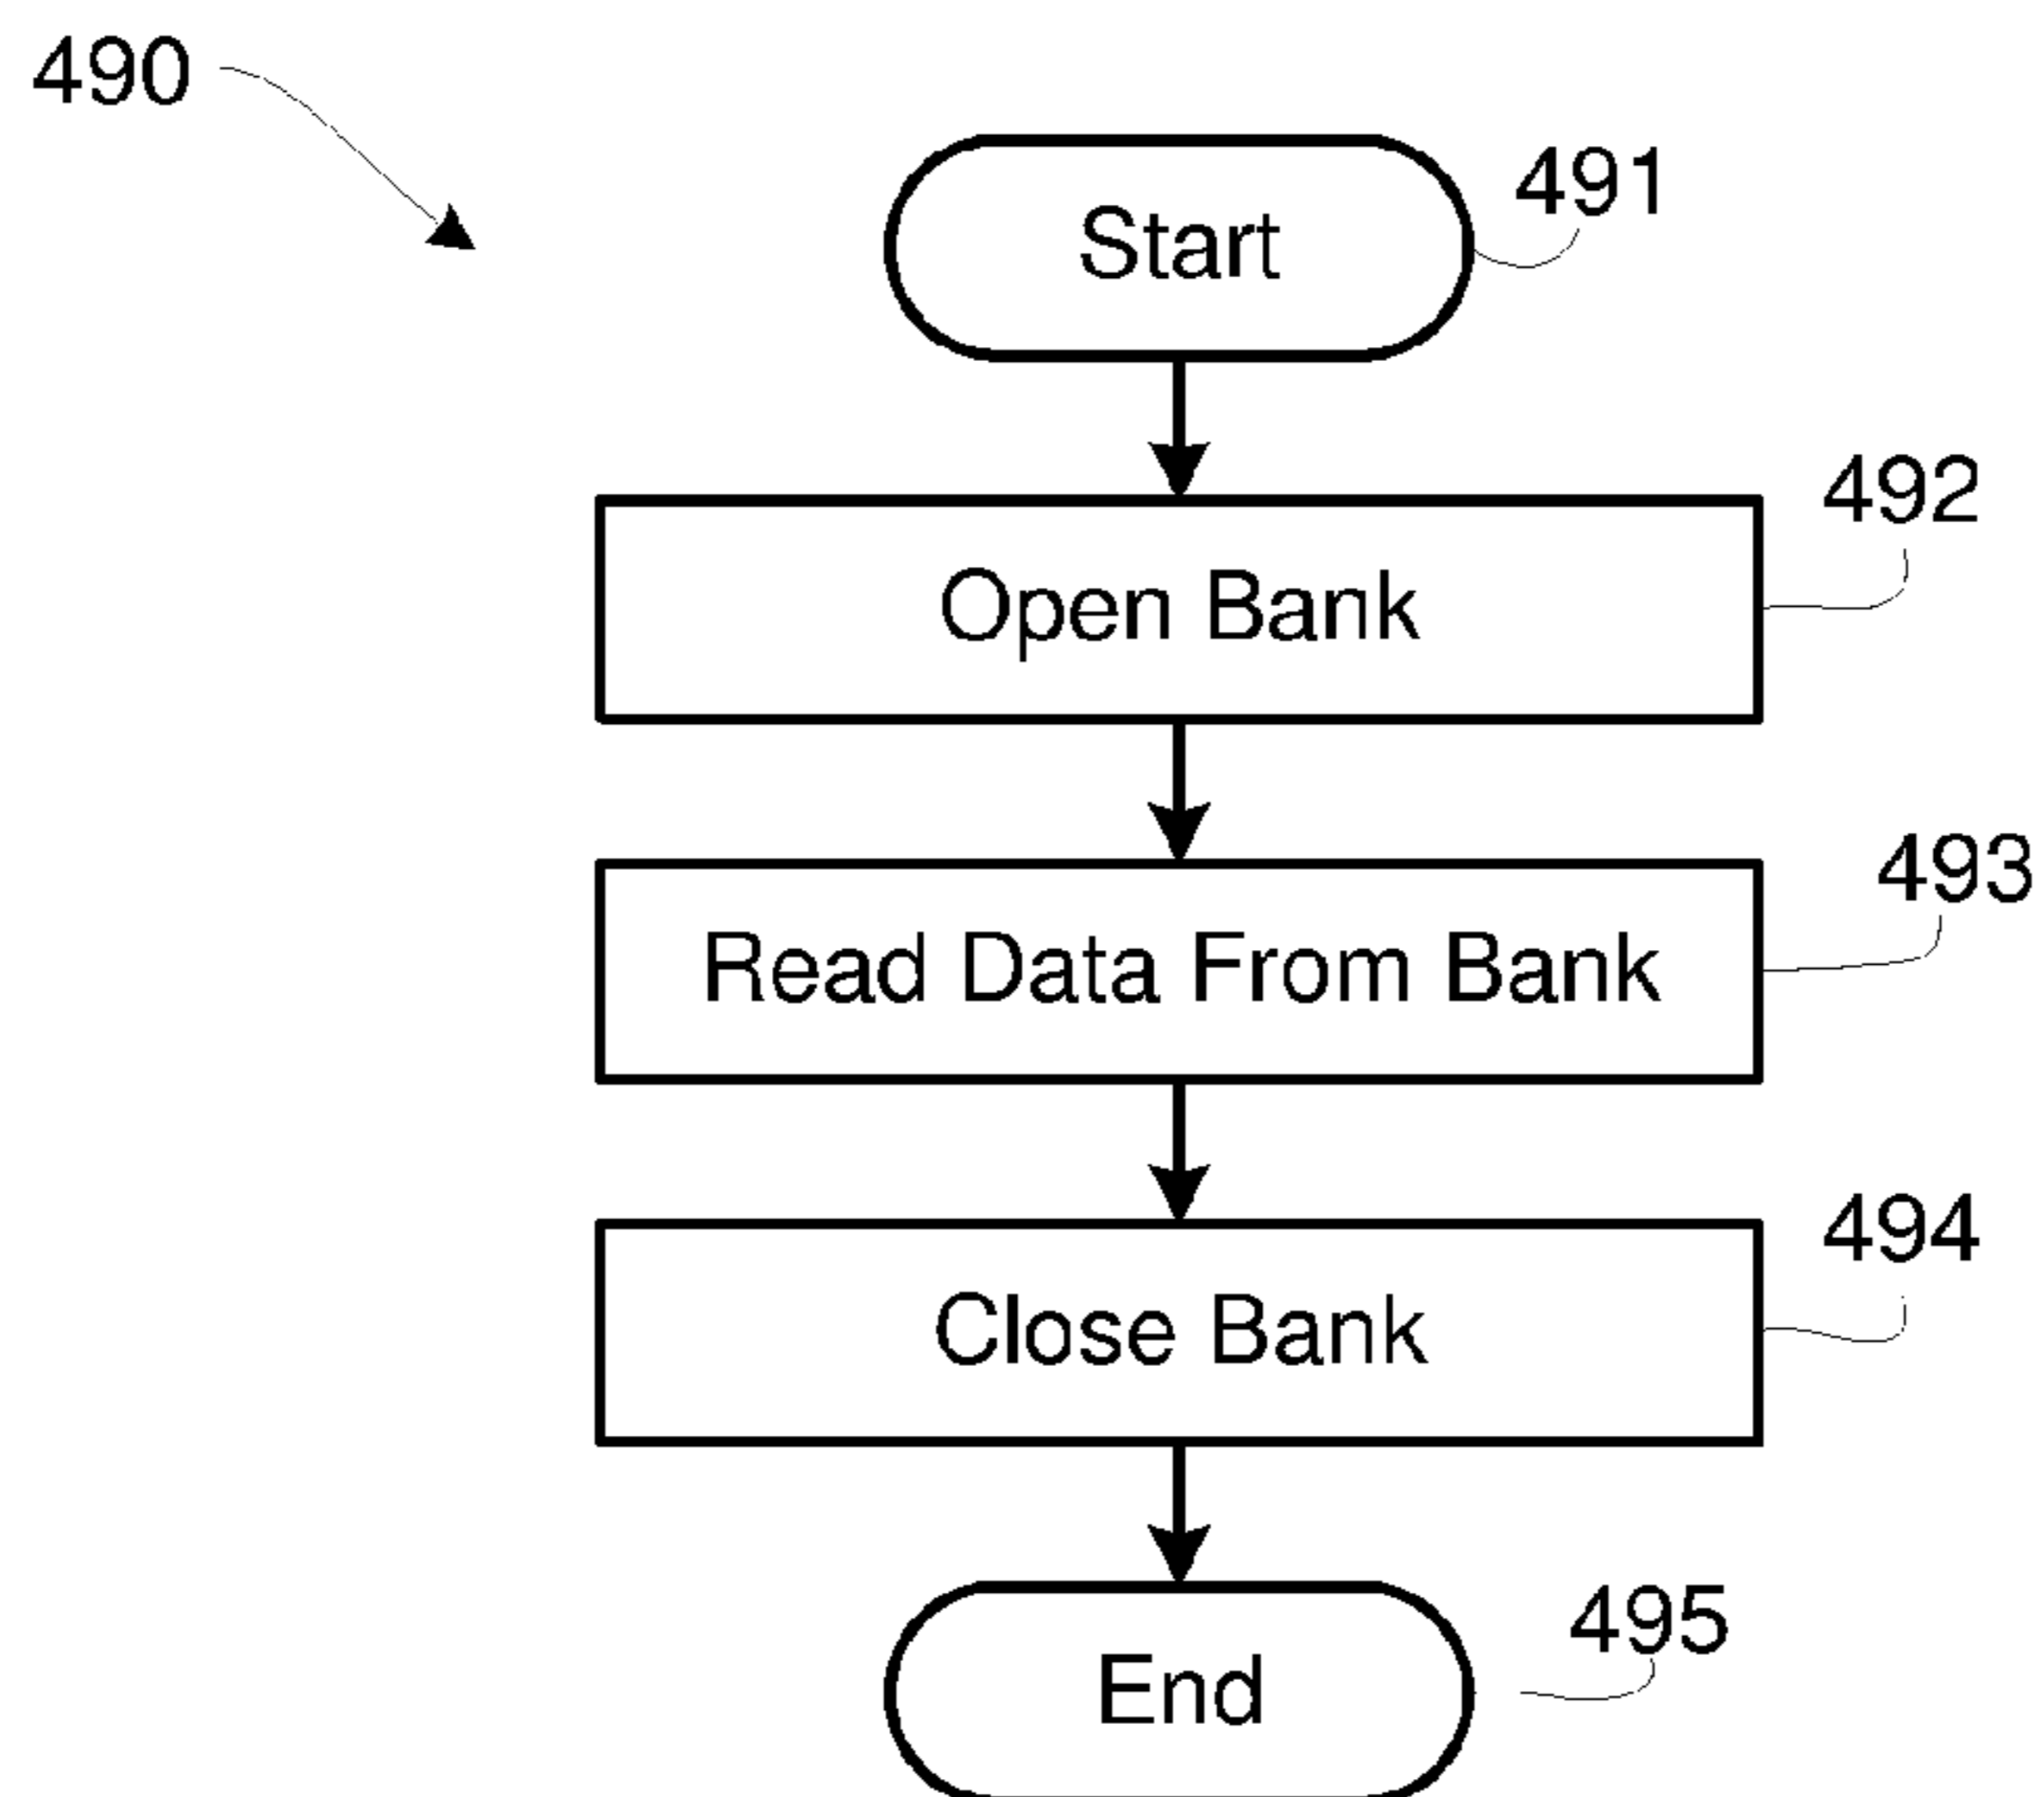 490
491
Start
492
Open Bank
493
Read Data From Bank
494
Close Bank
495
End